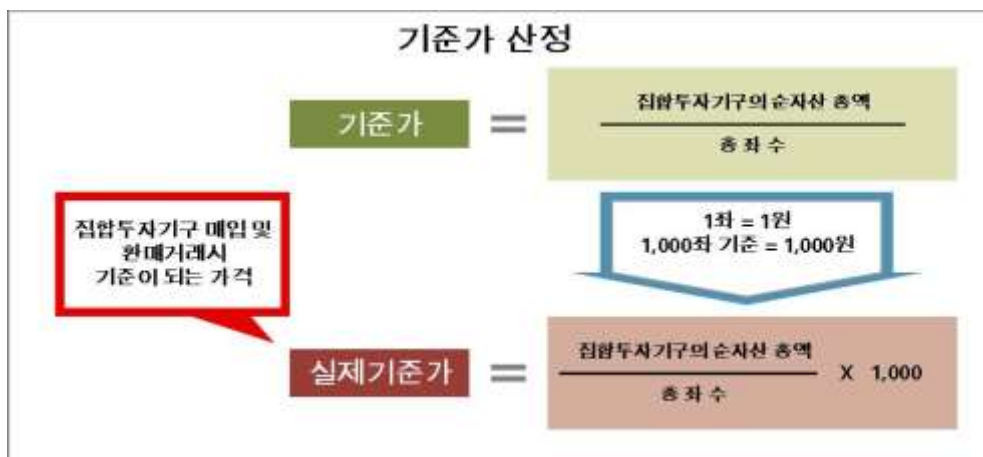 기준가 산정
기준가
=
집합투자기구의 순자산 총액
총 좌 수
집합투자기구 매입 및
환매거래시
기준이 되는 가격
1좌 = 1원
1,000좌 기준 = 1,000원
실제기준가
=
집합투자기구의 순자산 총액
총 좌 수
X 1,000